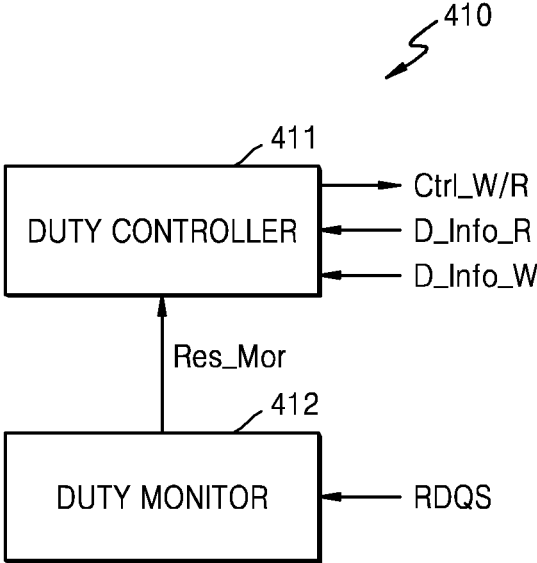 410
411
DUTY CONTROLLER
Ctrl_W/R
D_Info_R
D_Info_W
Res_Mor
412
DUTY MONITOR
RDQS